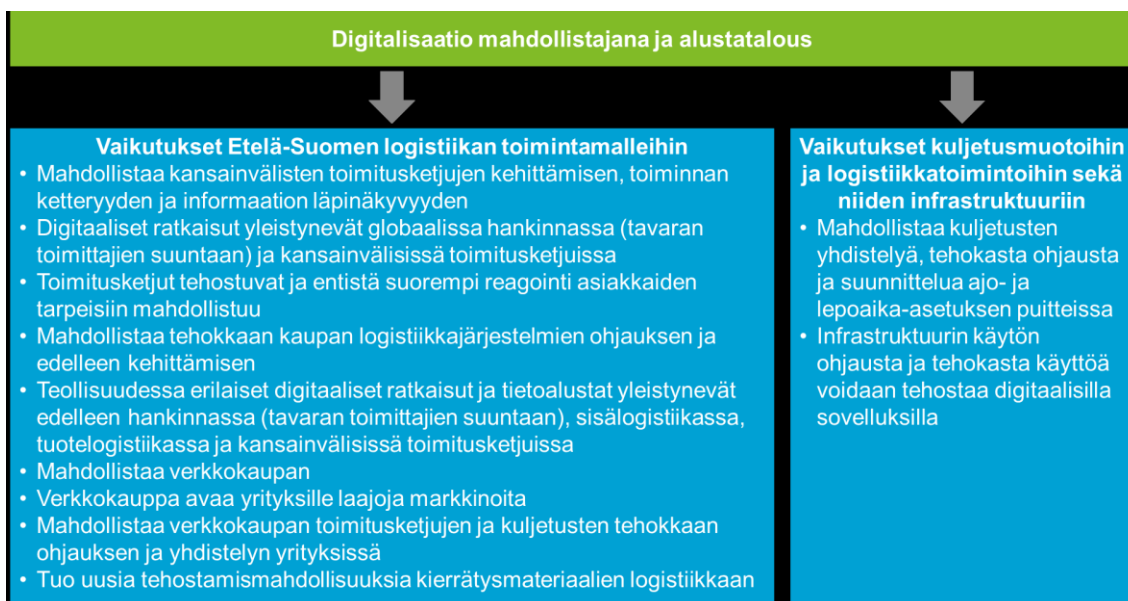 Digitalisaatio mahdollistajana ja alustatalous
Vaikutukset Etelä-Suomen logistiikan toimintamalleihin
• Mahdollistaa kansainvälisten toimitusketjujen kehittämisen, toiminnan
ketteryyden ja informaation läpinäkyvyyden
• Digitaaliset ratkaisut yleistynevät globaalissa hankinnassa (tavaran
toimittajien suuntaan) ja kansainvälisissä toimitusketjuissa
• Toimitusketjut tehostuvat ja entistä suorempi reagointi asiakkaiden
tarpeisiin mahdollistuu
• Mahdollistaa tehokkaan kaupan logistiikkajärjestelmien ohjauksen ja
edelleen kehittämisen
• Teollisuudessa erilaiset digitaaliset ratkaisut ja tietoalustat yleistynevät
edelleen hankinnassa (tavaran toimittajien suuntaan), sisälogistiikassa,
tuotelogistiikassa ja kansainvälisissä toimitusketjuissa
• Mahdollistaa verkkokaupan
• Verkkokauppa avaa yrityksille laajoja markkinoita
• Mahdollistaa verkkokaupan toimitusketjujen ja kuljetusten tehokkaan
ohjauksen ja yhdistelyn yrityksissä
• Tuo uusia tehostamismahdollisuuksia kierrätysmateriaalien logistiikkaan
Vaikutukset kuljetusmuotoihin
ja logistiikkatoimintoihin sekä
niiden infrastruktuuriin
• Mahdollistaa kuljetusten
yhdistelyä, tehokasta ohjausta
ja suunnittelua ajo- ja
lepoaika-asetuksen puitteissa
• Infrastruktuurin käytön
ohjausta ja tehokasta käyttöä
voidaan tehostaa digitaalisilla
sovelluksilla